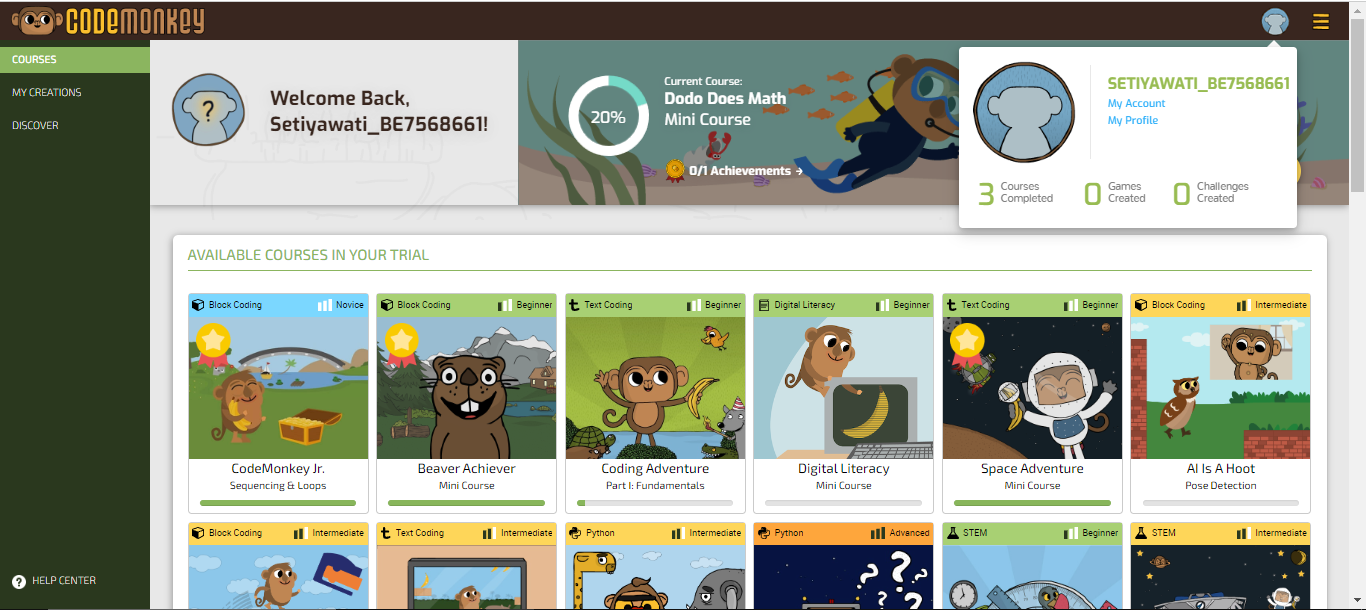 CODEMONKEY
COURSES
MY CREATIONS
DISCOVER
HELP CENTER
?
Welcome Back,
Setiyawati_BE7568661!
20%
Current Course:
Dodo Does Math
Mini Course
0/1 Achievements →
SETIYAWATI_BE7568661
My Account
My Profile
3 Courses
Completed
0 Games
Created
0 Challenges
Created
AVAILABLE COURSES IN YOUR TRIAL
Block Coding Novice
CodeMonkey Jr.
Sequencing & Loops
Block Coding Beginner
Beaver Achiever
Mini Course
Text Coding Beginner
Coding Adventure
Part I: Fundamentals
Digital Literacy Beginner
Digital Literacy
Mini Course
Text Coding Beginner
Space Adventure
Mini Course
Block Coding Intermediate
AI Is A Hoot
Pose Detection
Block Coding Intermediate
Text Coding Intermediate
Python Intermediate
Python Advanced
? ? ?
STEM Beginner
STEM Intermediate